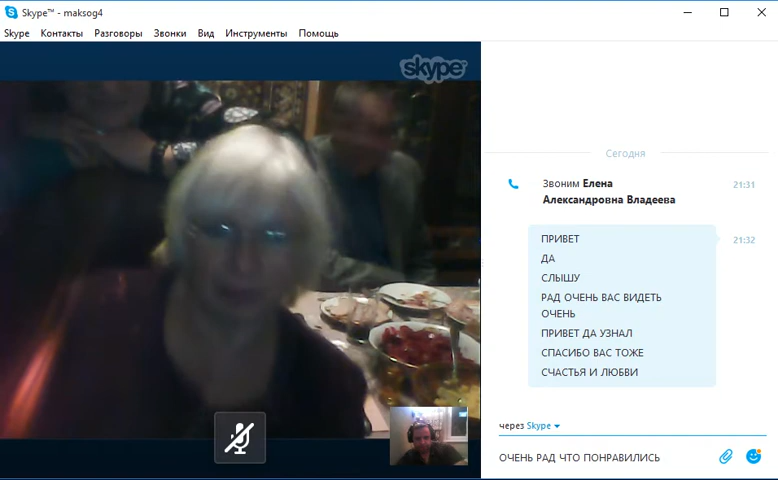 Skype™ - maksog4
Skype Контакты Разговоры Звонки Вид Инструменты Помощь
skype
Сегодня
Звоним Елена
Александровна Владеева
21:31
ПРИВЕТ
21:32
ДА
СЛЫШУ
РАД ОЧЕНЬ ВАС ВИДЕТЬ
ОЧЕНЬ
ПРИВЕТ ДА УЗНАЛ
СПАСИБО ВАС ТОЖЕ
СЧАСТЬЯ И ЛЮБВИ
через Skype
ОЧЕНЬ РАД ЧТО ПОНРАВИЛИСЬ